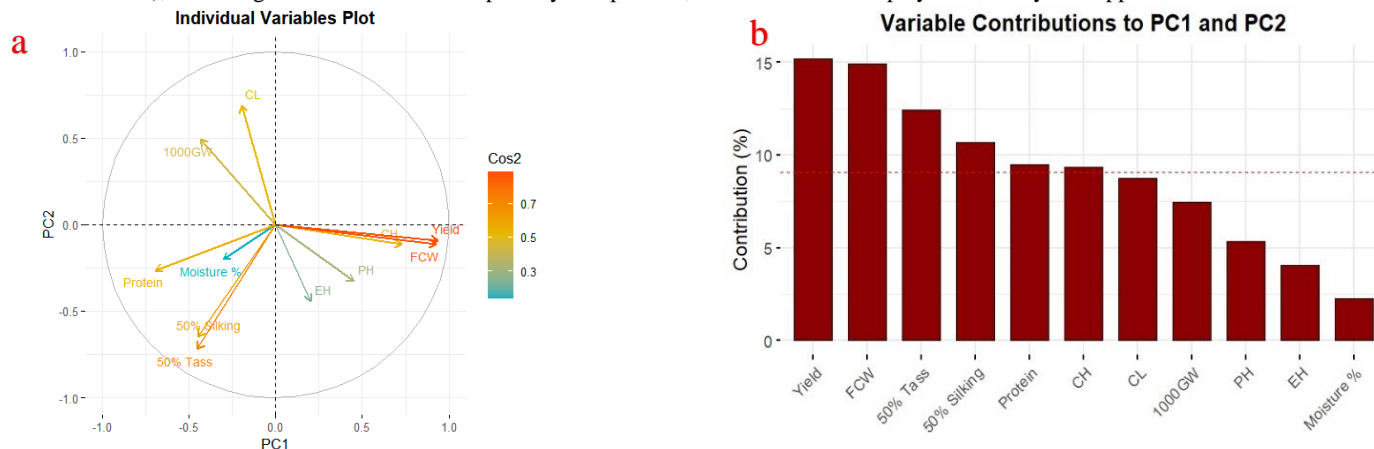 Individual Variables Plot
a
1.0
0.5
0.0
-0.5
-1.0
PC2
CL
1000GW
CH
Yield
FCW
PH
EH
Moisture %
Protein
50% Silking
50% Tass
-1.0 -0.5 0.0 0.5 1.0
PC1
Cos2
0.7
0.5
0.3
b
Variable Contributions to PC1 and PC2
15
10
5
0
Contribution (%)
Yield
FCW
50% Tass
50% Silking
Protein
CH
CL
1000GW
PH
EH
Moisture %